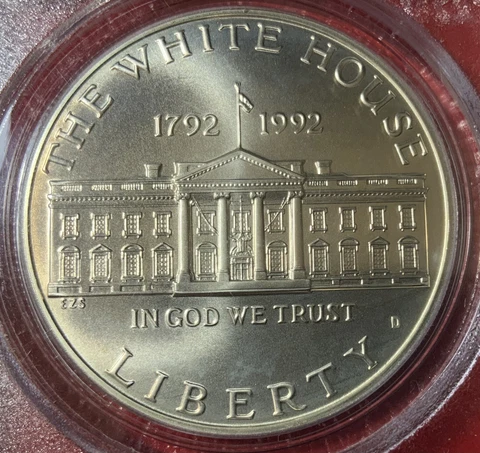 THE WHITE HOUSE
1792 1992
EZS
IN GOD WE TRUST
D
LIBERTY